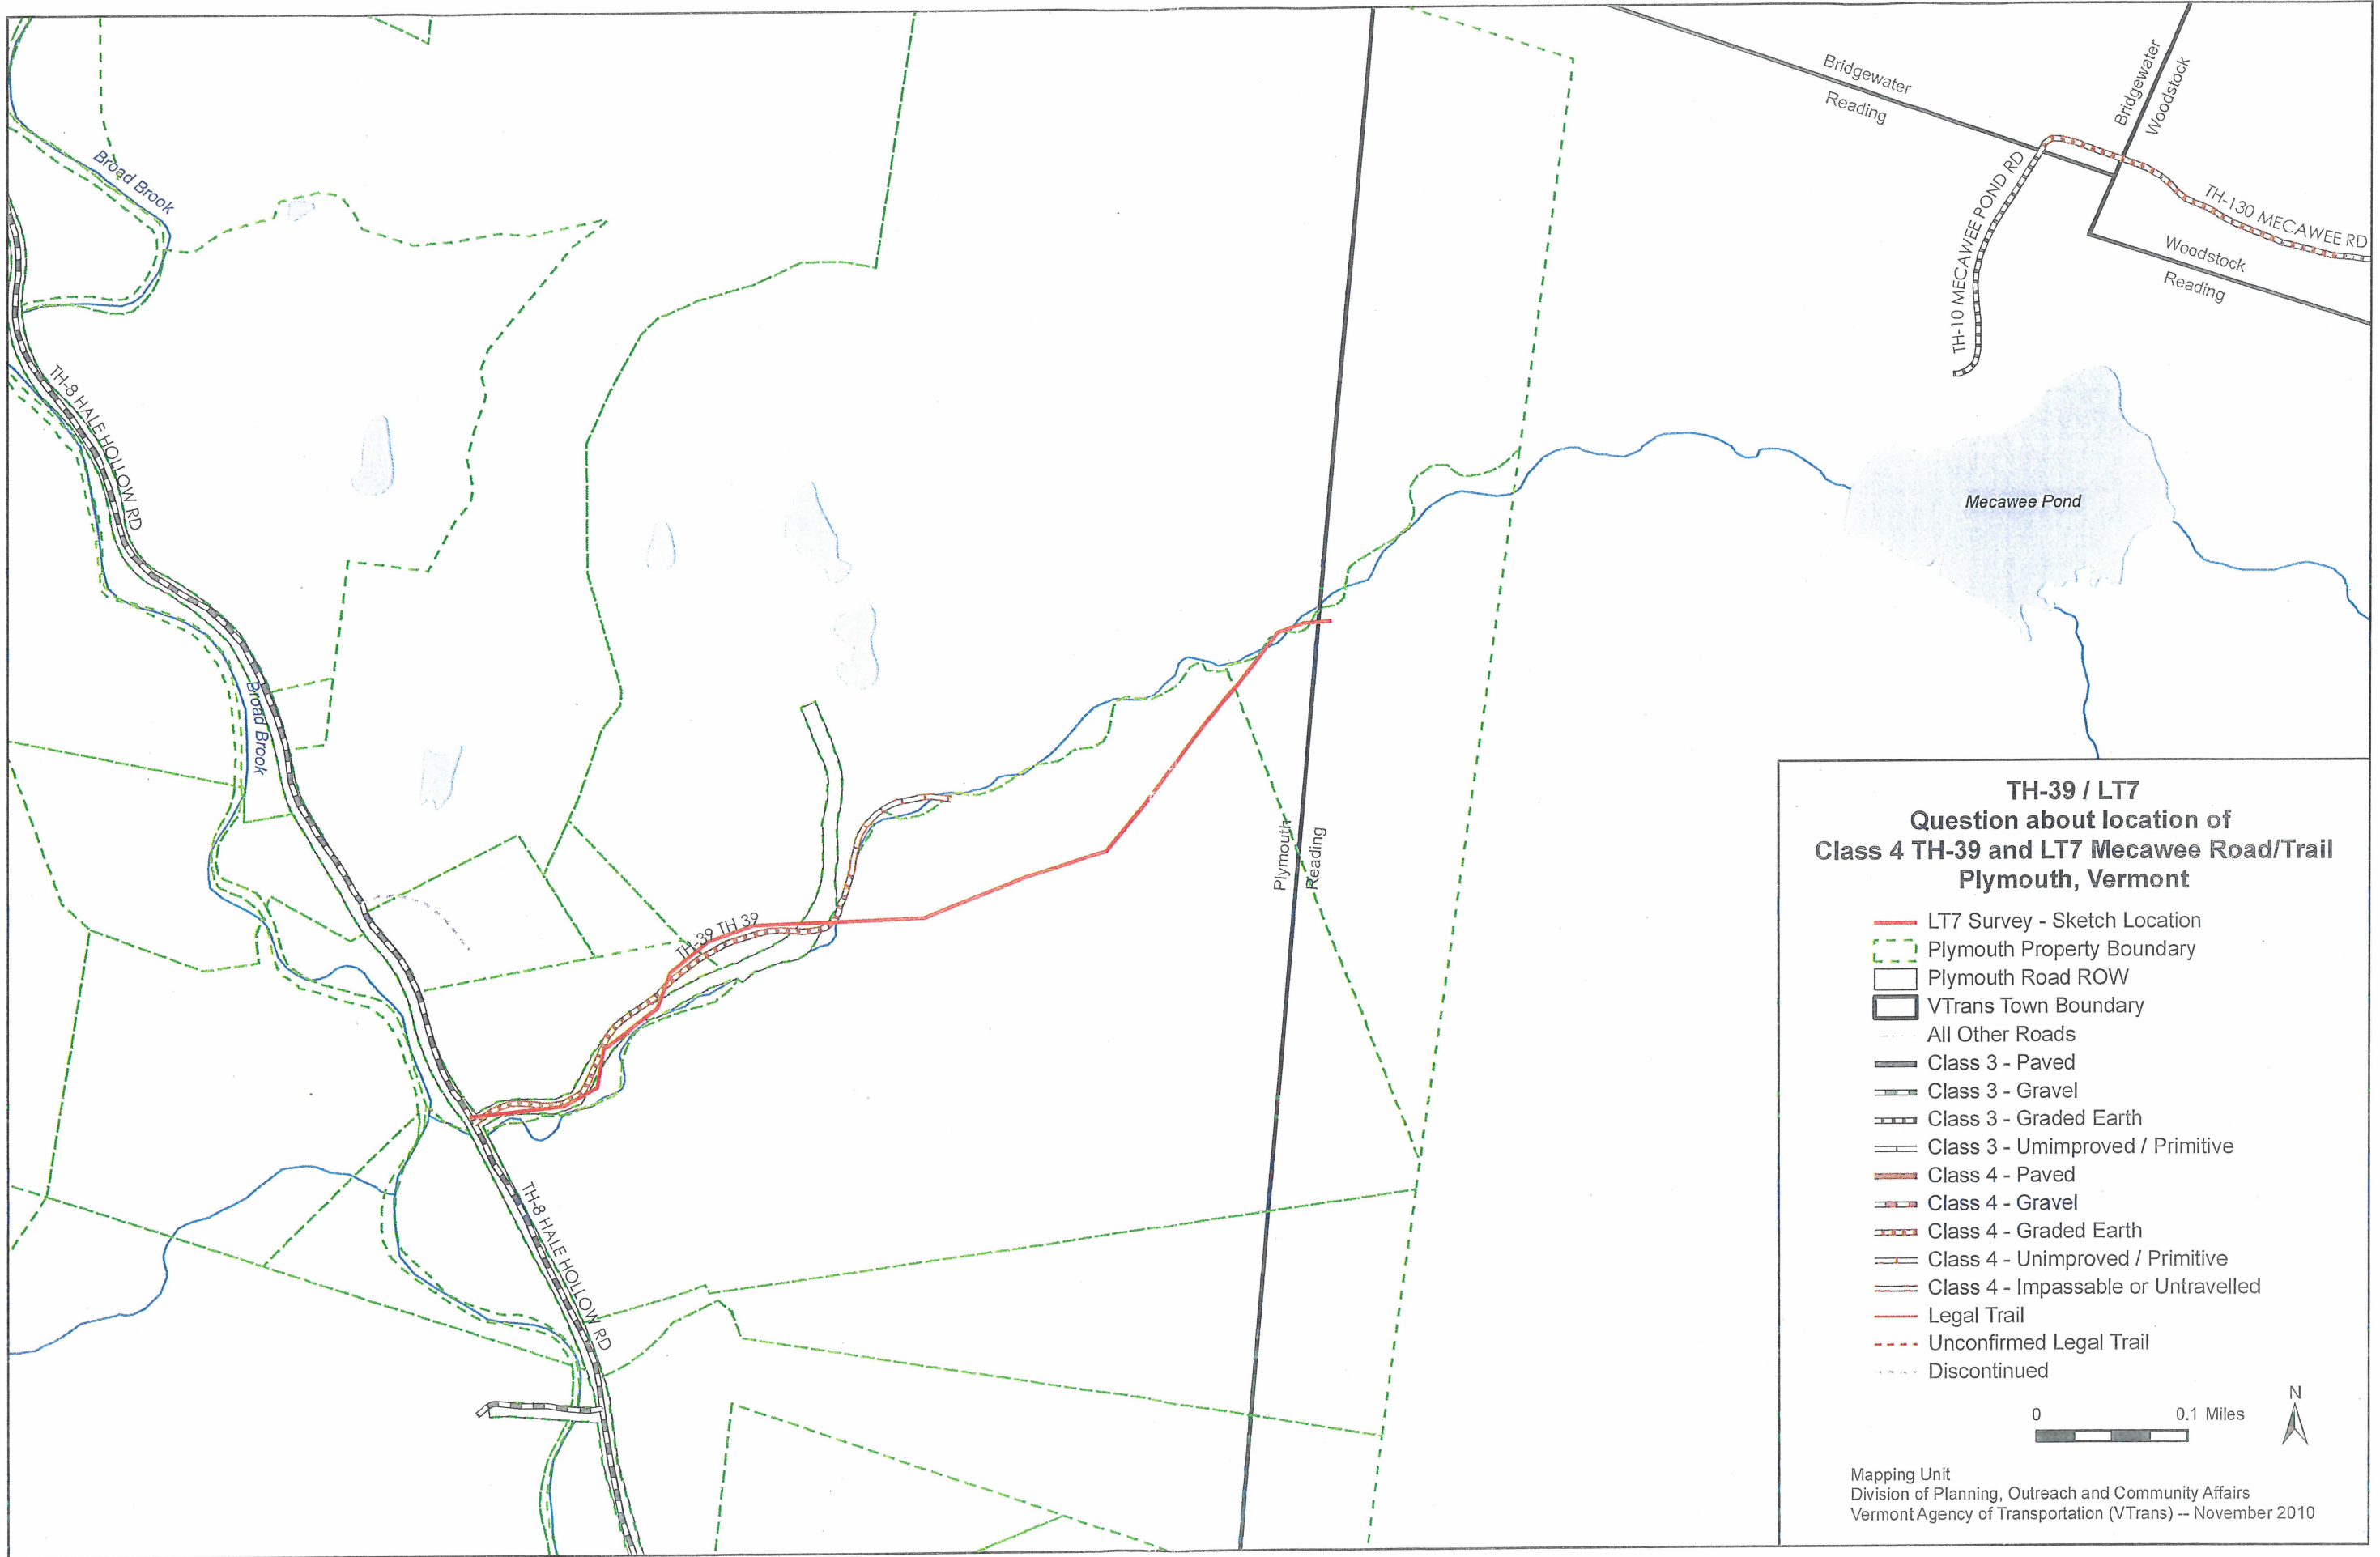 Bridgewater
Reading
Bridgewater
Woodstock
TH-10 MECAWEE POND RD
TH-130 MECAWEE RD
Woodstock
Reading
Broad Brook
TH-8 HALE HOLLOW RD
Mecawee Pond
Broad Brook
Plymouth
Reading
TH-39 TH 39
TH-8 HALE HOLLOW RD
TH-39 / LT7
Question about location of
Class 4 TH-39 and LT7 Mecawee Road/Trail
Plymouth, Vermont
LT7 Survey - Sketch Location
Plymouth Property Boundary
Plymouth Road ROW
VTrans Town Boundary
All Other Roads
Class 3 - Paved
Class 3 - Gravel
Class 3 - Graded Earth
Class 3 - Umimproved / Primitive
Class 4 - Paved
Class 4 - Gravel
Class 4 - Graded Earth
Class 4 - Unimproved / Primitive
Class 4 - Impassable or Untravelled
Legal Trail
Unconfirmed Legal Trail
Discontinued
N
0 0.1 Miles
Mapping Unit
Division of Planning, Outreach and Community Affairs
Vermont Agency of Transportation (VTrans) -- November 2010